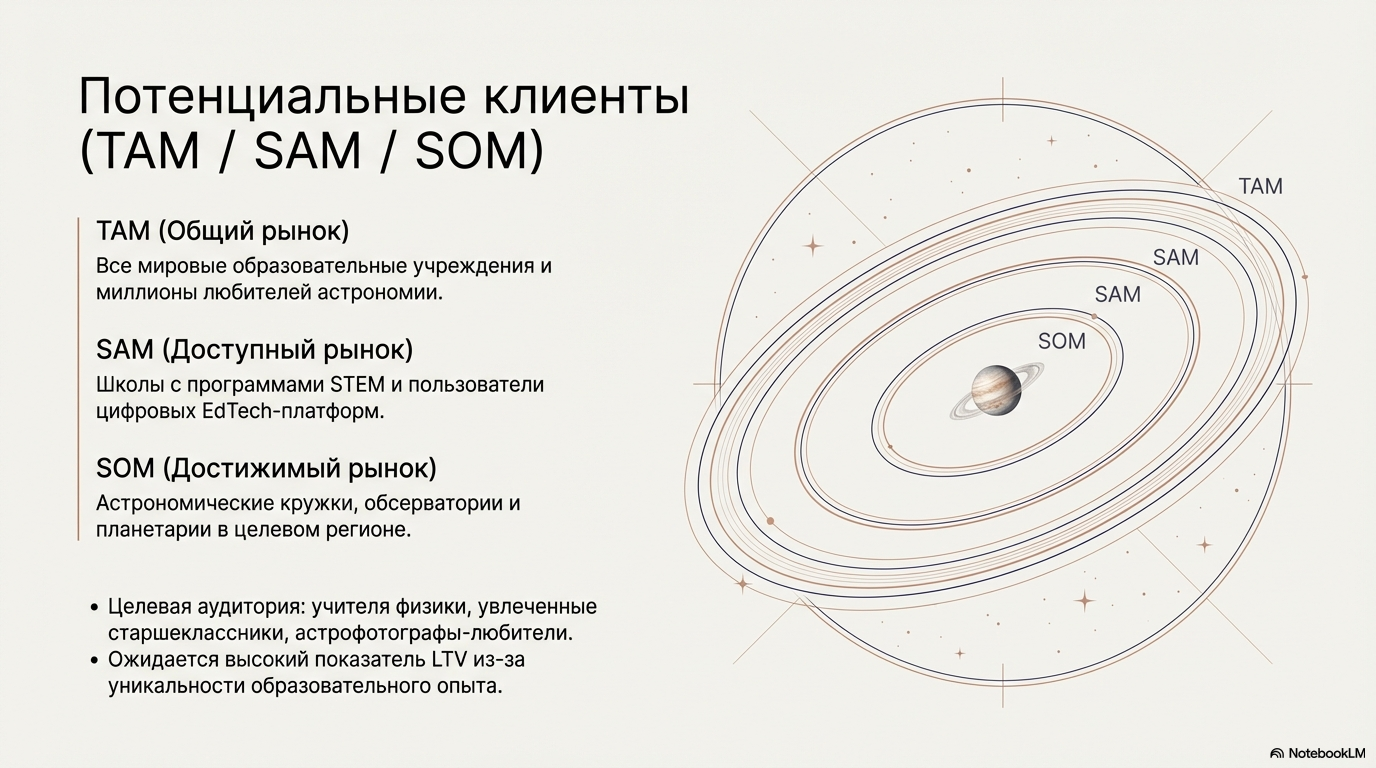 Потенциальные клиенты
(TAM / SAM / SOM)
TAM (Общий рынок)
Все мировые образовательные учреждения и
миллионы любителей астрономии.
SAM (Доступный рынок)
Школы с программами STEM и пользователи
цифровых EdTech-платформ.
SOM (Достижимый рынок)
Астрономические кружки, обсерватории и
планетарии в целевом регионе.
• Целевая аудитория: учителя физики, увлеченные
старшеклассники, астрофотографы-любители.
• Ожидается высокий показатель LTV из-за
уникальности образовательного опыта.
TAM
SAM
SAM
SOM
NotebookLM